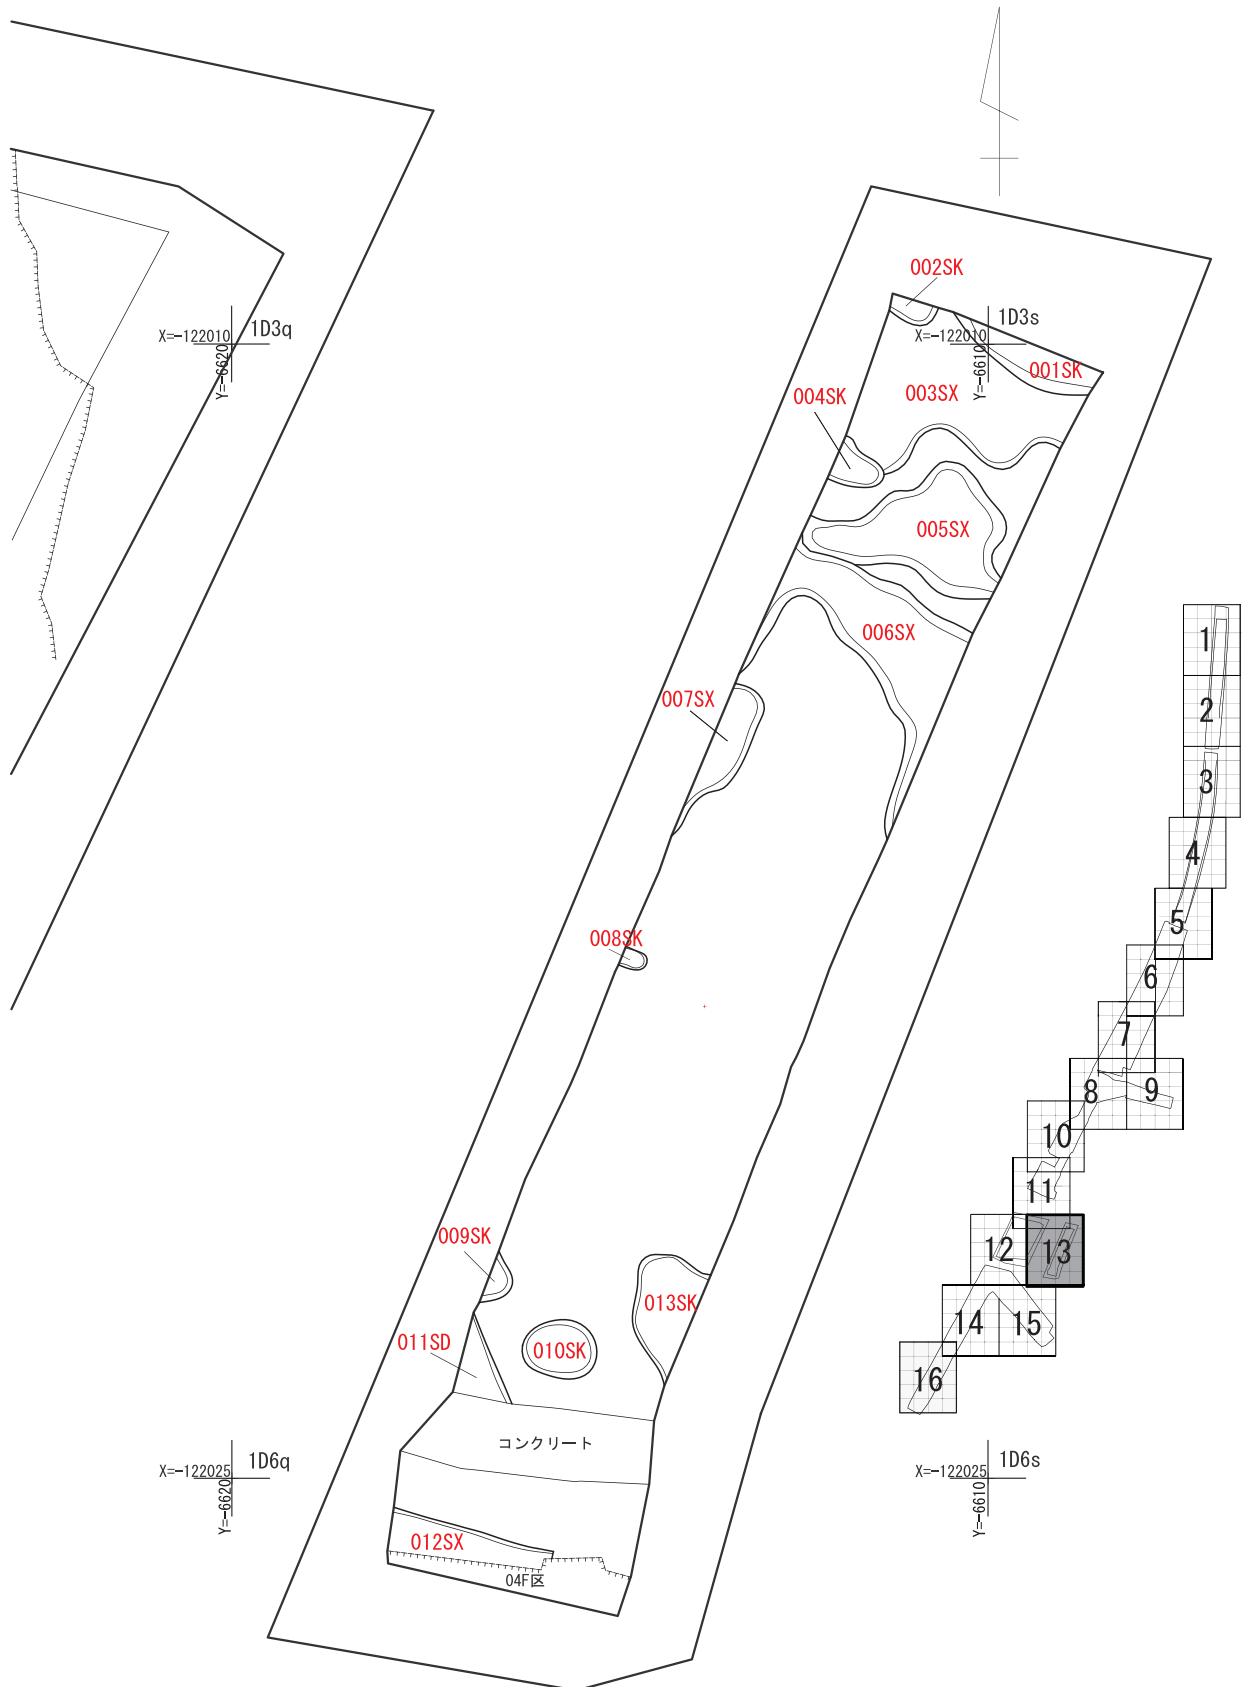 002SK
X=-122010
1D3q
Y=-6620
X=-122010
1D3s
Y=-6610
001SK
003SX
004SK
005SX
006SX
007SX
008SK
009SK
013SK
011SD
010SK
コンクリート
X=-122025
1D6q
Y=-6620
X=-122025
1D6s
Y=-6610
012SX
04F区
1
2
3
4
5
6
7
8
9
10
11
12
13
14
15
16